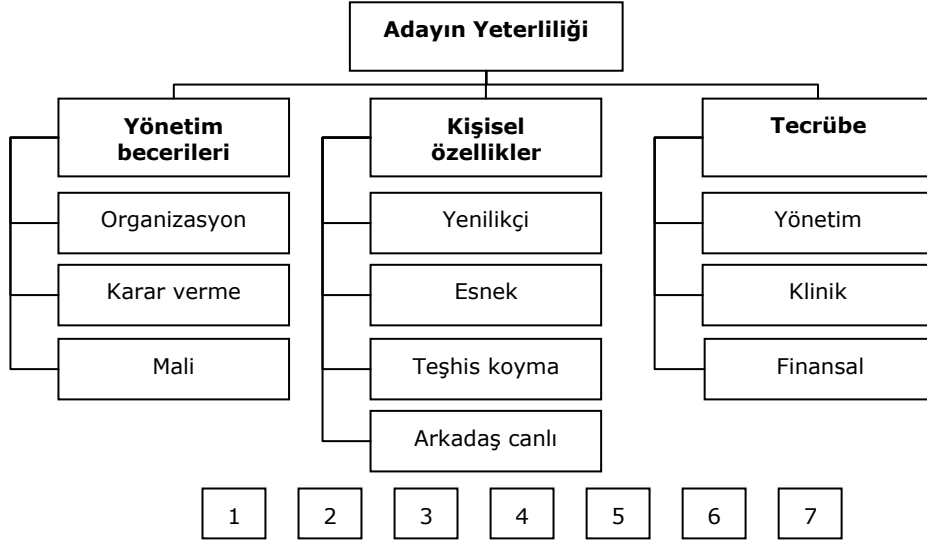 Adayın Yeterliliği
Yönetim
becerileri
Organizasyon
Karar verme
Mali
Kişisel
özellikler
Yenilikçi
Esnek
Teşhis koyma
Arkadaş canlı
Tecrübe
Yönetim
Klinik
Finansal
1 2 3 4 5 6 7